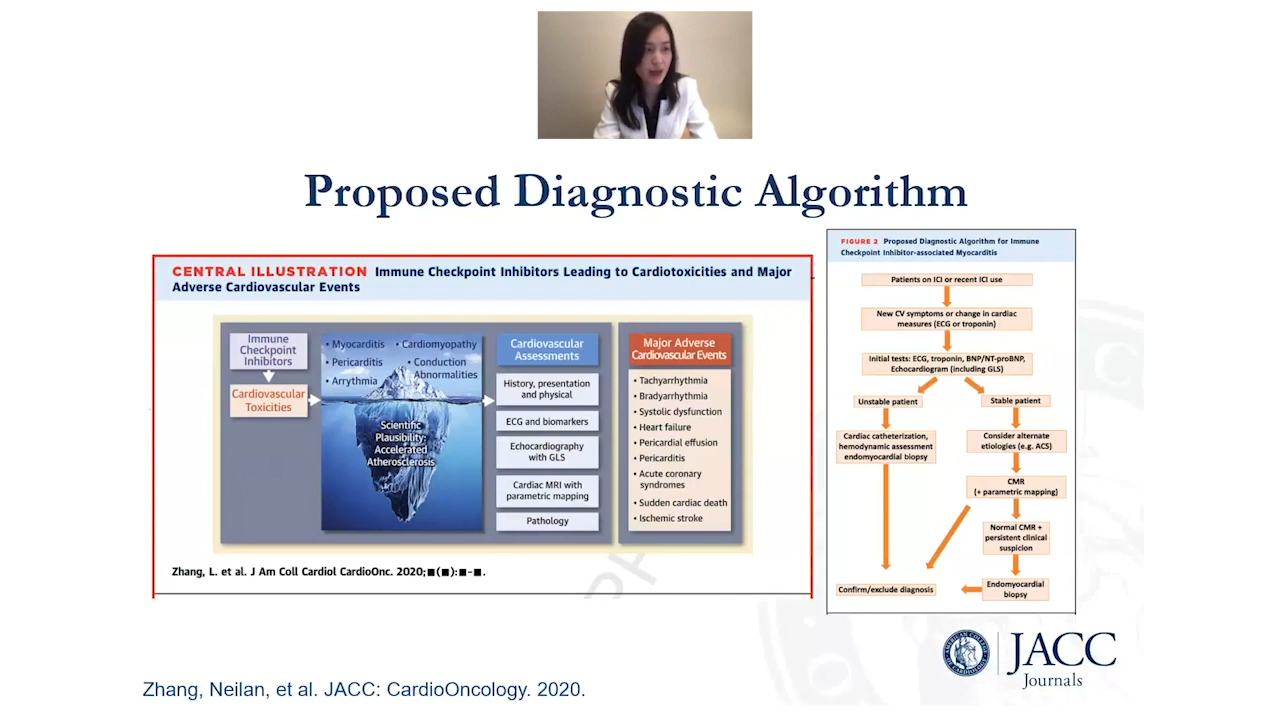 Proposed Diagnostic Algorithm
CENTRAL ILLUSTRATION Immune Checkpoint Inhibitors Leading to Cardiotoxicities and Major
Adverse Cardiovascular Events
Immune
Checkpoint
Inhibitors
Cardiovascular
Toxicities
• Myocarditis
• Pericarditis
• Arrythmia
• Cardiomyopathy
• Conduction
Abnormalities
Scientific
Plausibility:
Accelerated
Atherosclerosis
Cardiovascular
Assessments
History, presentation
and physical
ECG and biomarkers
Echocardiography
with GLS
Cardiac MRI with
parametric mapping
Pathology
Major Adverse
Cardiovascular Events
• Tachyarrhythmia
• Bradyarrhythmia
• Systolic dysfunction
• Heart failure
• Pericardial effusion
• Pericarditis
• Acute coronary
syndromes
• Sudden cardiac death
• Ischemic stroke
Zhang, L. et al. J Am Coll Cardiol CardioOnc. 2020;■(■):■-■.
FIGURE 2 Proposed Diagnostic Algorithm for Immune
Checkpoint Inhibitor-associated Myocarditis
Patients on ICI or recent ICI use
New CV symptoms or change in cardiac
measures (ECG or troponin)
Initial tests: ECG, troponin, BNP/NT-proBNP,
Echocardiogram (including GLS)
Unstable patient
Stable patient
Cardiac catheterization,
hemodynamic assessment
endomyocardial biopsy
Consider alternate
etiologies (e.g. ACS)
CMR
(+ parametric mapping)
Normal CMR +
persistent clinical
suspicion
Endomyocardial
biopsy
Confirm/exclude diagnosis
JACC
Journals
Zhang, Neilan, et al. JACC: CardioOncology. 2020.